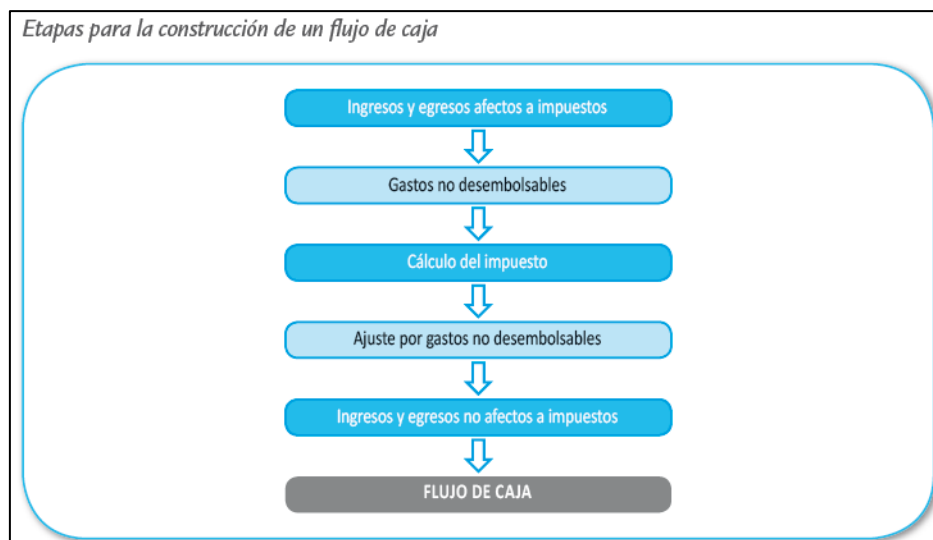 Etapas para la construcción de un flujo de caja
Ingresos y egresos afectos a impuestos
Gastos no desembolsables
Cálculo del impuesto
Ajuste por gastos no desembolsables
Ingresos y egresos no afectos a impuestos
FLUJO DE CAJA